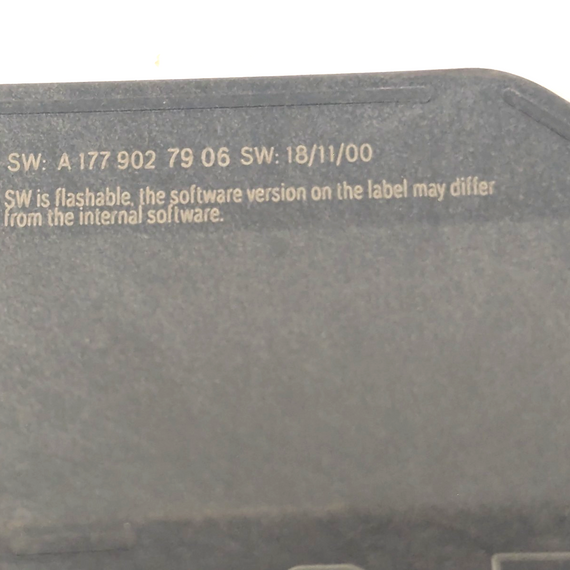 SW: A 177 902 79 06 SW: 18/11/00
SW is flashable, the software version on the label may differ
from the internal software.